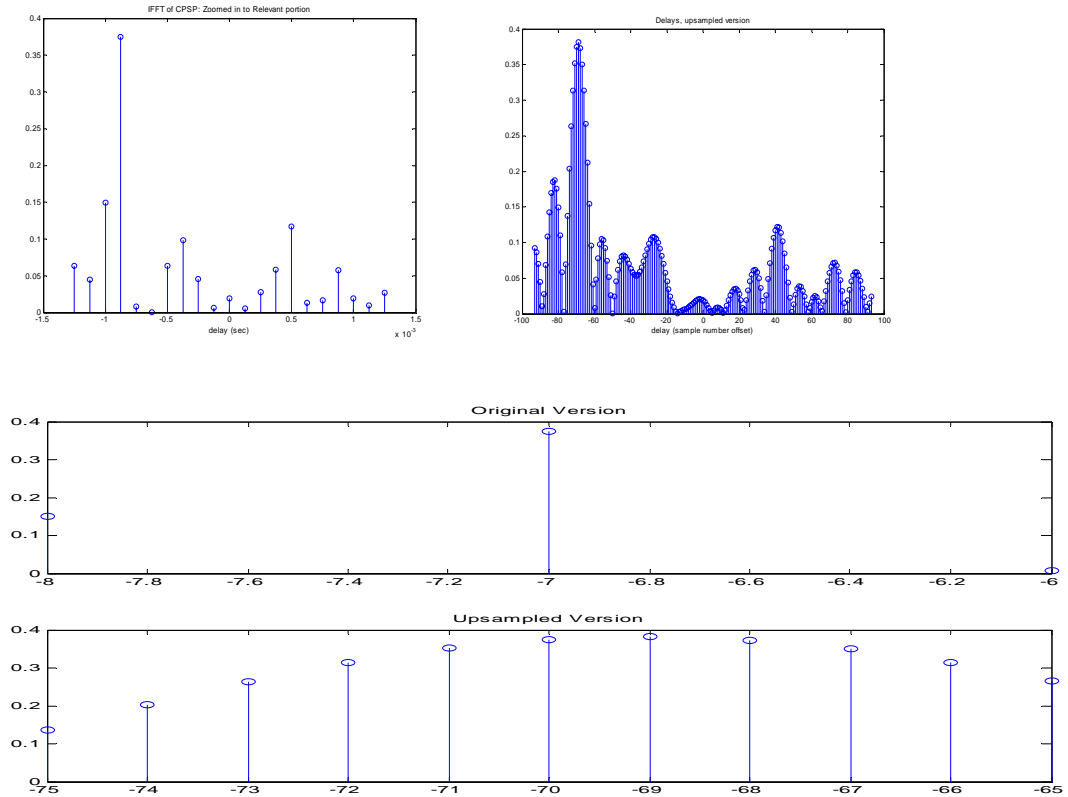 IFFT of CPSP: Zoomed in to Relevant portion
0.4
0.35
0.3
0.25
0.2
0.15
0.1
0.05
0
-1.5 -1 -0.5 0 0.5 1 1.5
delay (sec)
x 10⁻³
Delays, upsampled version
0.4
0.35
0.3
0.25
0.2
0.15
0.1
0.05
0
-100 -80 -60 -40 -20 0 20 40 60 80 100
delay (sample number offset)
Original Version
0.4
0.3
0.2
0.1
0
-8 -7.8 -7.6 -7.4 -7.2 -7 -6.8 -6.6 -6.4 -6.2 -6
Upsampled Version
0.4
0.3
0.2
0.1
0
-75 -74 -73 -72 -71 -70 -69 -68 -67 -66 -65